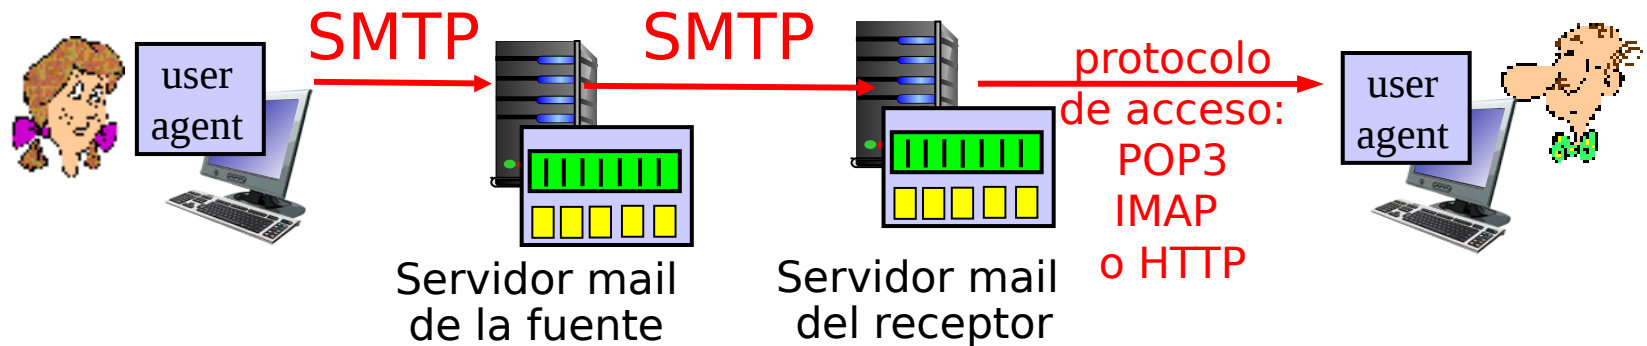 SMTP
SMTP
user
agent
protocolo
de acceso:
POP3
IMAP
o HTTP
user
agent
Servidor mail
de la fuente
Servidor mail
del receptor